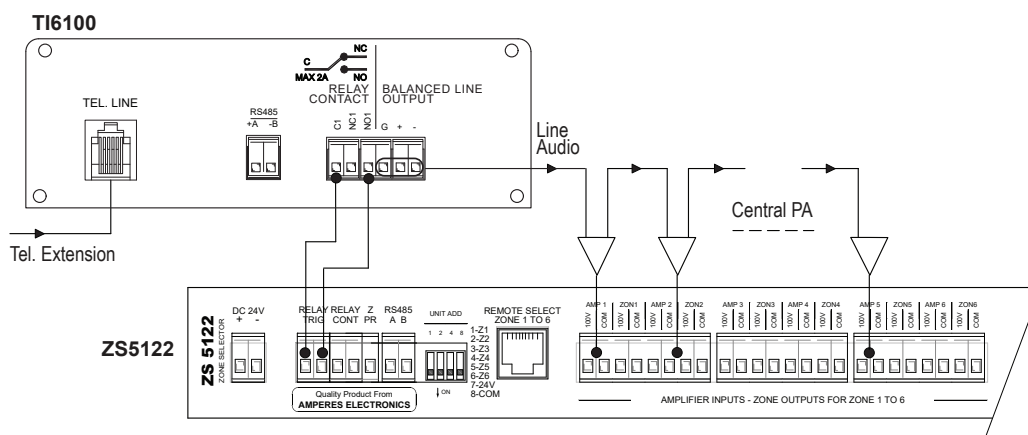 TI6100
NC
C
MAX 2A
NO
RELAY CONTACT
BALANCED LINE OUTPUT
TEL. LINE
RS485
+A -B
C1 NC1 NO1 G + -
Line Audio
Central PA
Tel. Extension
ZS5122
ZS 5122
ZONE SELECTOR
DC 24V
+ -
RELAY TRIG
RELAY CONT
Z PR
RS485
A B
UNIT ADD
1 2 4 8
ON
REMOTE SELECT
ZONE 1 TO 6
1-Z1
2-Z2
3-Z3
4-Z4
5-Z5
6-Z6
7-24V
8-COM
AMP 1 ZON1 AMP 2 ZON2 AMP 3 ZON3 AMP 4 ZON4 AMP 5 ZON5 AMP 6 ZON6
100V COM 100V COM 100V COM 100V COM 100V COM 100V COM 100V COM 100V COM 100V COM 100V COM 100V COM 100V COM
Quality Product From
AMPERES ELECTRONICS
AMPLIFIER INPUTS - ZONE OUTPUTS FOR ZONE 1 TO 6